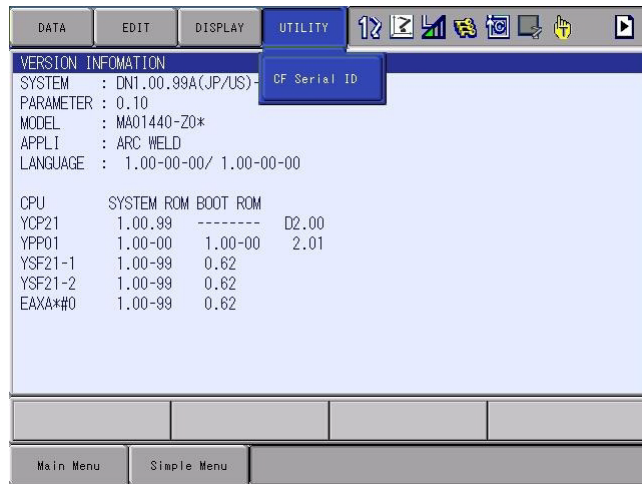 DATA EDIT DISPLAY UTILITY
VERSION INFOMATION
CF Serial ID
SYSTEM : DN1.00.99A(JP/US)-
PARAMETER : 0.10
MODEL : MA01440-Z0*
APPLI : ARC WELD
LANGUAGE : 1.00-00-00/ 1.00-00-00
CPU SYSTEM ROM BOOT ROM
YCP21 1.00.99 -------- D2.00
YPP01 1.00-00 1.00-00 2.01
YSF21-1 1.00-99 0.62
YSF21-2 1.00-99 0.62
EAXA*#0 1.00-99 0.62
Main Menu Simple Menu